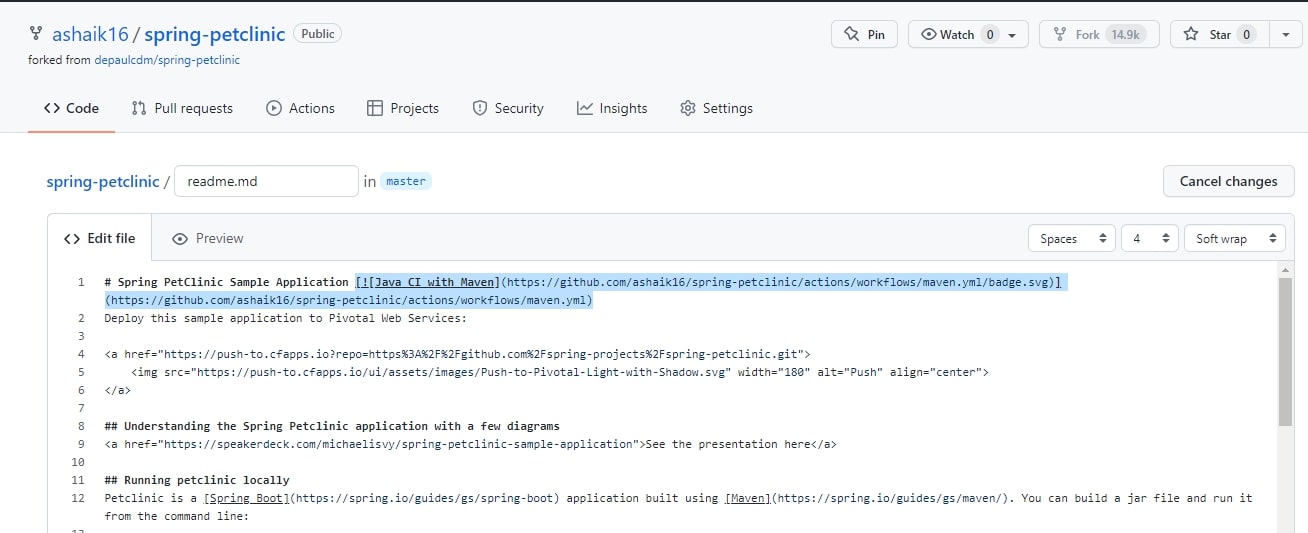 ashaik16/spring-petclinic Public Pin Watch 0 Fork 14.9k Star 0
forked from depaulcdm/spring-petclinic
Code Pull requests Actions Projects Security Insights Settings
spring-petclinic / readme.md in master Cancel changes
Edit file Preview Spaces 4 Soft wrap
1 # Spring PetClinic Sample Application [![Java CI with Maven](https://github.com/ashaik16/spring-petclinic/actions/workflows/maven.yml/badge.svg)]
(https://github.com/ashaik16/spring-petclinic/actions/workflows/maven.yml)
2 Deploy this sample application to Pivotal Web Services:
3
4 <a href="https://push-to.cfapps.io?repo=https%3A%2F%2Fgithub.com%2Fspring-projects%2Fspring-petclinic.git">
5 <img src="https://push-to.cfapps.io/ui/assets/images/Push-to-Pivotal-Light-with-Shadow.svg" width="180" alt="Push" align="center">
6 </a>
7
8 ## Understanding the Spring Petclinic application with a few diagrams
9 <a href="https://speakerdeck.com/michaelisvy/spring-petclinic-sample-application">See the presentation here</a>
10
11 ## Running petclinic locally
12 Petclinic is a [Spring Boot](https://spring.io/guides/gs/spring-boot) application built using [Maven](https://spring.io/guides/gs/maven/). You can build a jar file and run it
from the command line: